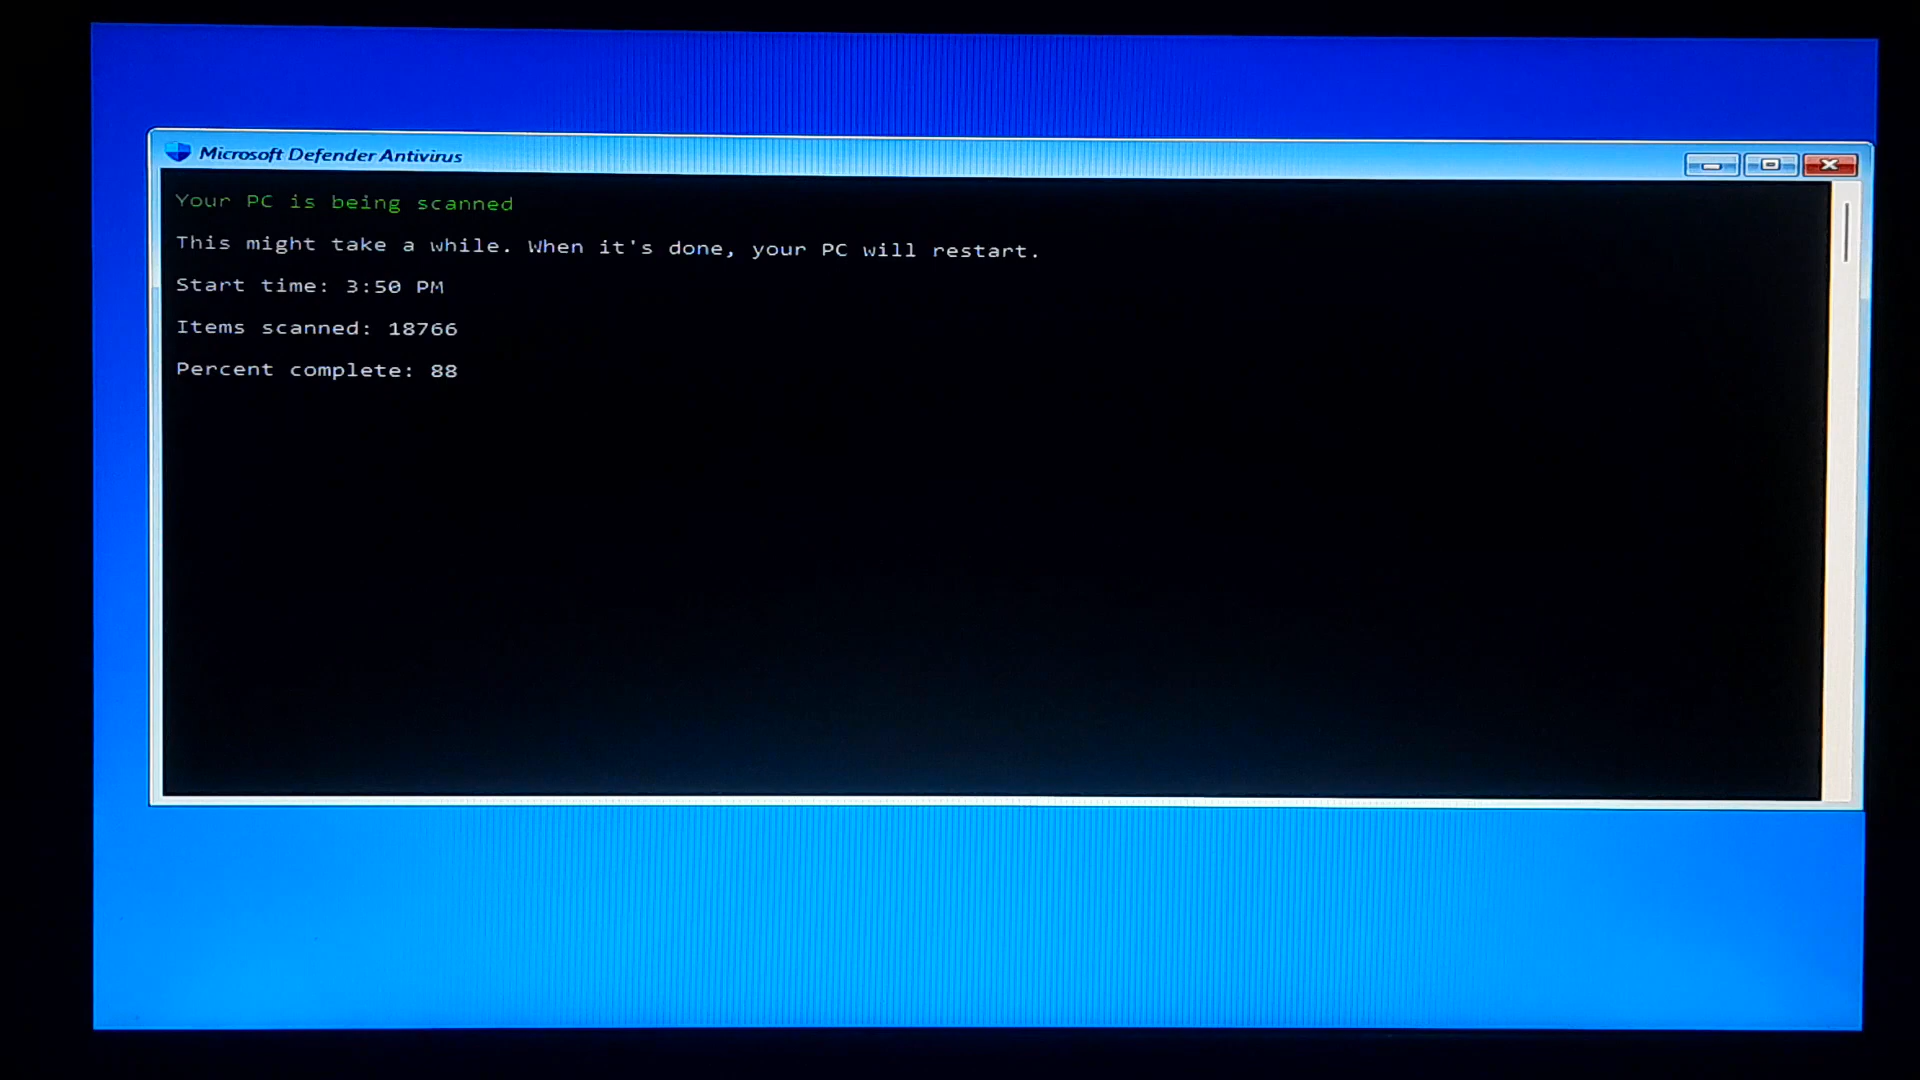 Microsoft Defender Antivirus
Your PC is being scanned
This might take a while. When it's done, your PC will restart.
Start time: 3:50 PM
Items scanned: 18766
Percent complete: 88